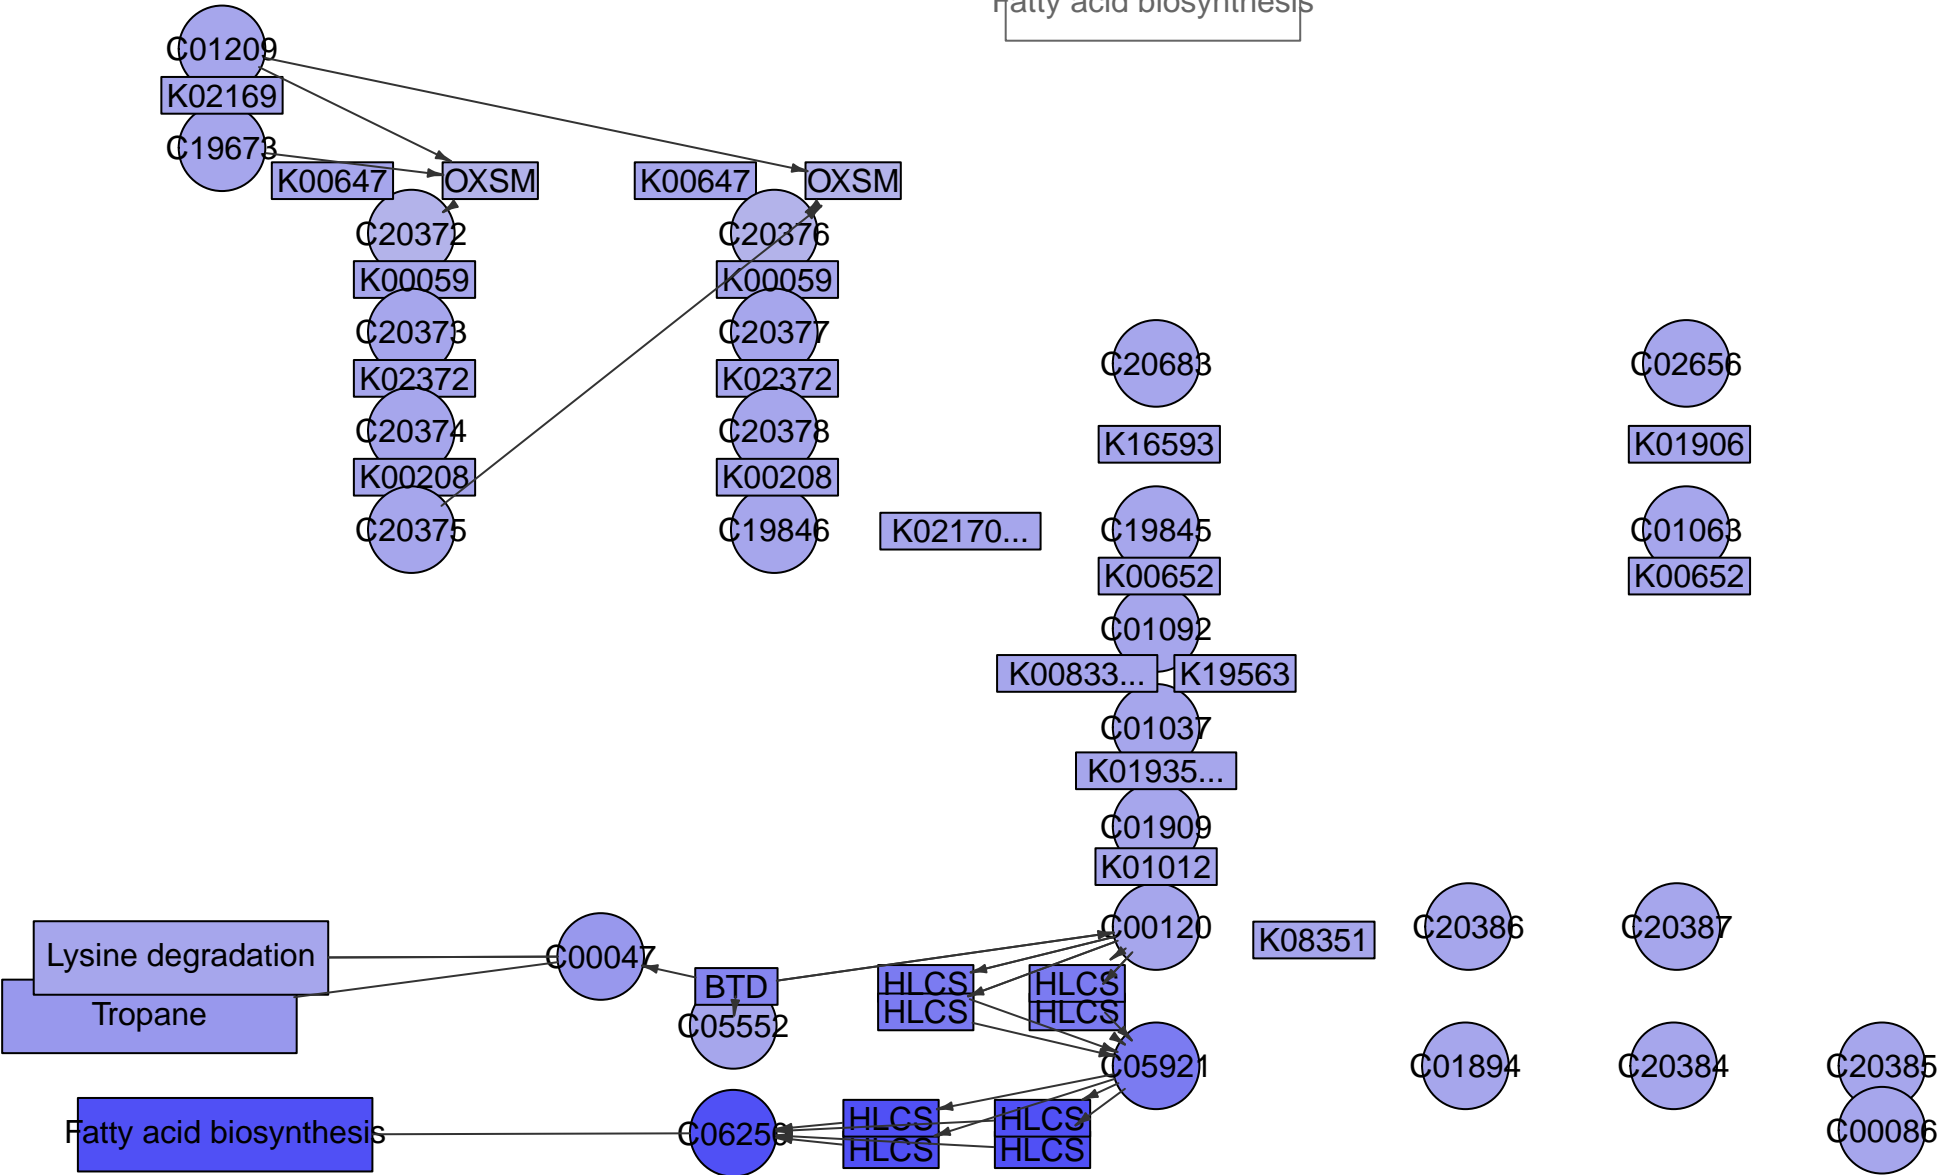 Fatty acid biosynthesis
C01209
K02169
C19673
K00647
OXSM
K00647
OXSM
C20372
C20376
K00059
K00059
C20373
C20377
C20683
C02656
K02372
K02372
C20374
C20378
K16593
K01906
K00208
K00208
C20375
C19846
K02170...
C19845
C01063
K00652
K00652
C01092
K00833...
K19563
C01037
K01935...
C01909
K01012
C00120
K08351
C20386
C20387
Lysine degradation
C00047
BTD
HLCS
HLCS
Tropane
C05552
HLCS
HLCS
C05921
C01894
C20384
C20385
Fatty acid biosynthesis
C06250
HLCS
HLCS
HLCS
HLCS
C00086